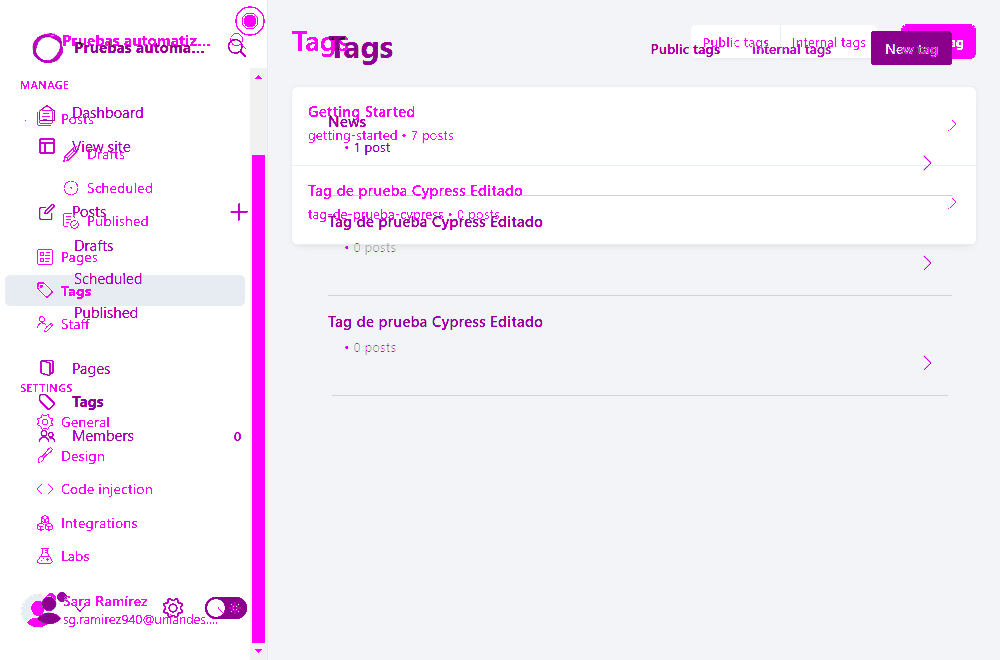 Pruebas automatiz...
Pruebas automa...
MANAGE
Dashboard
Posts
View site
Drafts
Scheduled
Posts
Published
Drafts
Pages
Scheduled
Tags
Published
Staff
Pages
SETTINGS
Tags
General
Members 0
Design
Code injection
Integrations
Labs
Sara Ramírez
sg.ramirez940@uniandes....
Tags
Tags
Public tags Internal tags
Public tags Internal tags New tag
Getting Started
News
getting-started • 7 posts
• 1 post
Tag de prueba Cypress Editado
tag-de-prueba-cypress • 0 posts
Tag de prueba Cypress Editado
• 0 posts
Tag de prueba Cypress Editado
• 0 posts